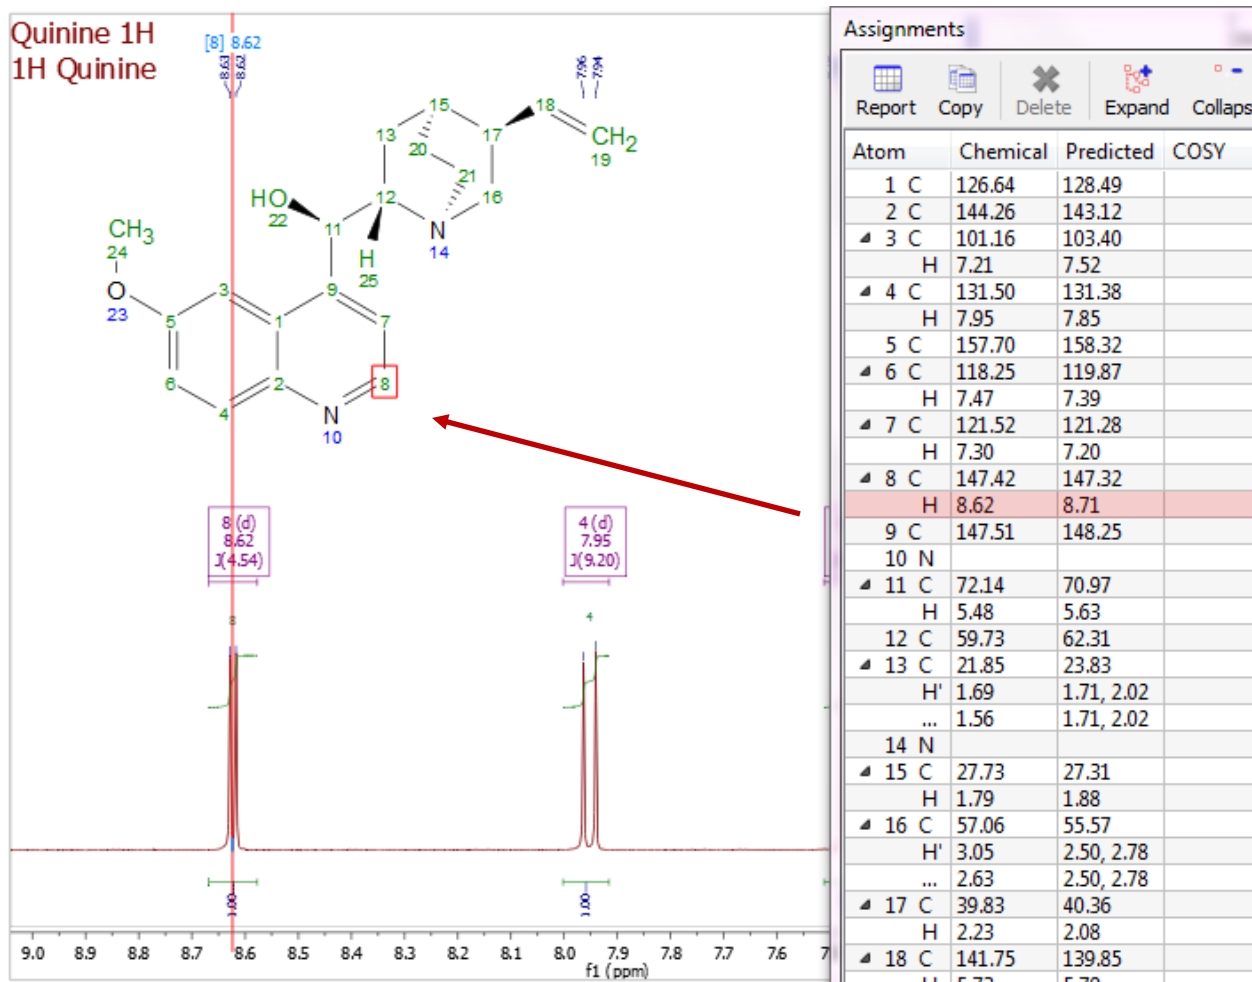 Quinine 1H
1H Quinine
[8] 8.62
8.63
8.62
7.96
7.94
15
18
CH₂
19
13
17
20
21
16
HO
22
12
11
N
14
H
25
CH₃
24
O
23
3
9
5
1
7
6
2
8
4
N
10
8 (d)
8.62
J(4.54)
4 (d)
7.95
J(9.20)
8
4
1.00
1.00
9.0 8.9 8.8 8.7 8.6 8.5 8.4 8.3 8.2 8.1 8.0 7.9 7.8 7.7 7.6
f1 (ppm)
Assignments
Report Copy Delete Expand Collaps
Atom Chemical Predicted COSY
1 C 126.64 128.49
2 C 144.26 143.12
3 C 101.16 103.40
H 7.21 7.52
4 C 131.50 131.38
H 7.95 7.85
5 C 157.70 158.32
6 C 118.25 119.87
H 7.47 7.39
7 C 121.52 121.28
H 7.30 7.20
8 C 147.42 147.32
H 8.62 8.71
9 C 147.51 148.25
10 N
11 C 72.14 70.97
H 5.48 5.63
12 C 59.73 62.31
13 C 21.85 23.83
H' 1.69 1.71, 2.02
... 1.56 1.71, 2.02
14 N
15 C 27.73 27.31
H 1.79 1.88
16 C 57.06 55.57
H' 3.05 2.50, 2.78
... 2.63 2.50, 2.78
17 C 39.83 40.36
H 2.23 2.08
18 C 141.75 139.85